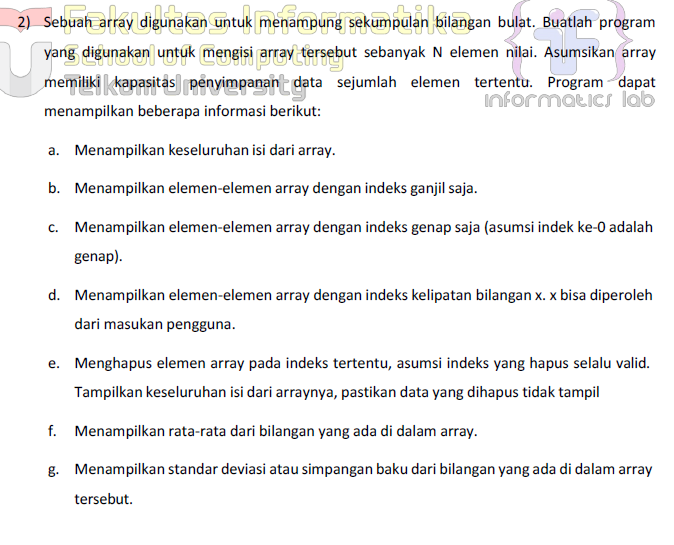 Fakultas Informatika
School of Computing
Telkom University
informatics lab
2) Sebuah array digunakan untuk menampung sekumpulan bilangan bulat. Buatlah program
yang digunakan untuk mengisi array tersebut sebanyak N elemen nilai. Asumsikan array
memiliki kapasitas penyimpanan data sejumlah elemen tertentu. Program dapat
menampilkan beberapa informasi berikut:
a. Menampilkan keseluruhan isi dari array.
b. Menampilkan elemen-elemen array dengan indeks ganjil saja.
c. Menampilkan elemen-elemen array dengan indeks genap saja (asumsi indek ke-0 adalah
genap).
d. Menampilkan elemen-elemen array dengan indeks kelipatan bilangan x. x bisa diperoleh
dari masukan pengguna.
e. Menghapus elemen array pada indeks tertentu, asumsi indeks yang hapus selalu valid.
Tampilkan keseluruhan isi dari arraynya, pastikan data yang dihapus tidak tampil
f. Menampilkan rata-rata dari bilangan yang ada di dalam array.
g. Menampilkan standar deviasi atau simpangan baku dari bilangan yang ada di dalam array
tersebut.